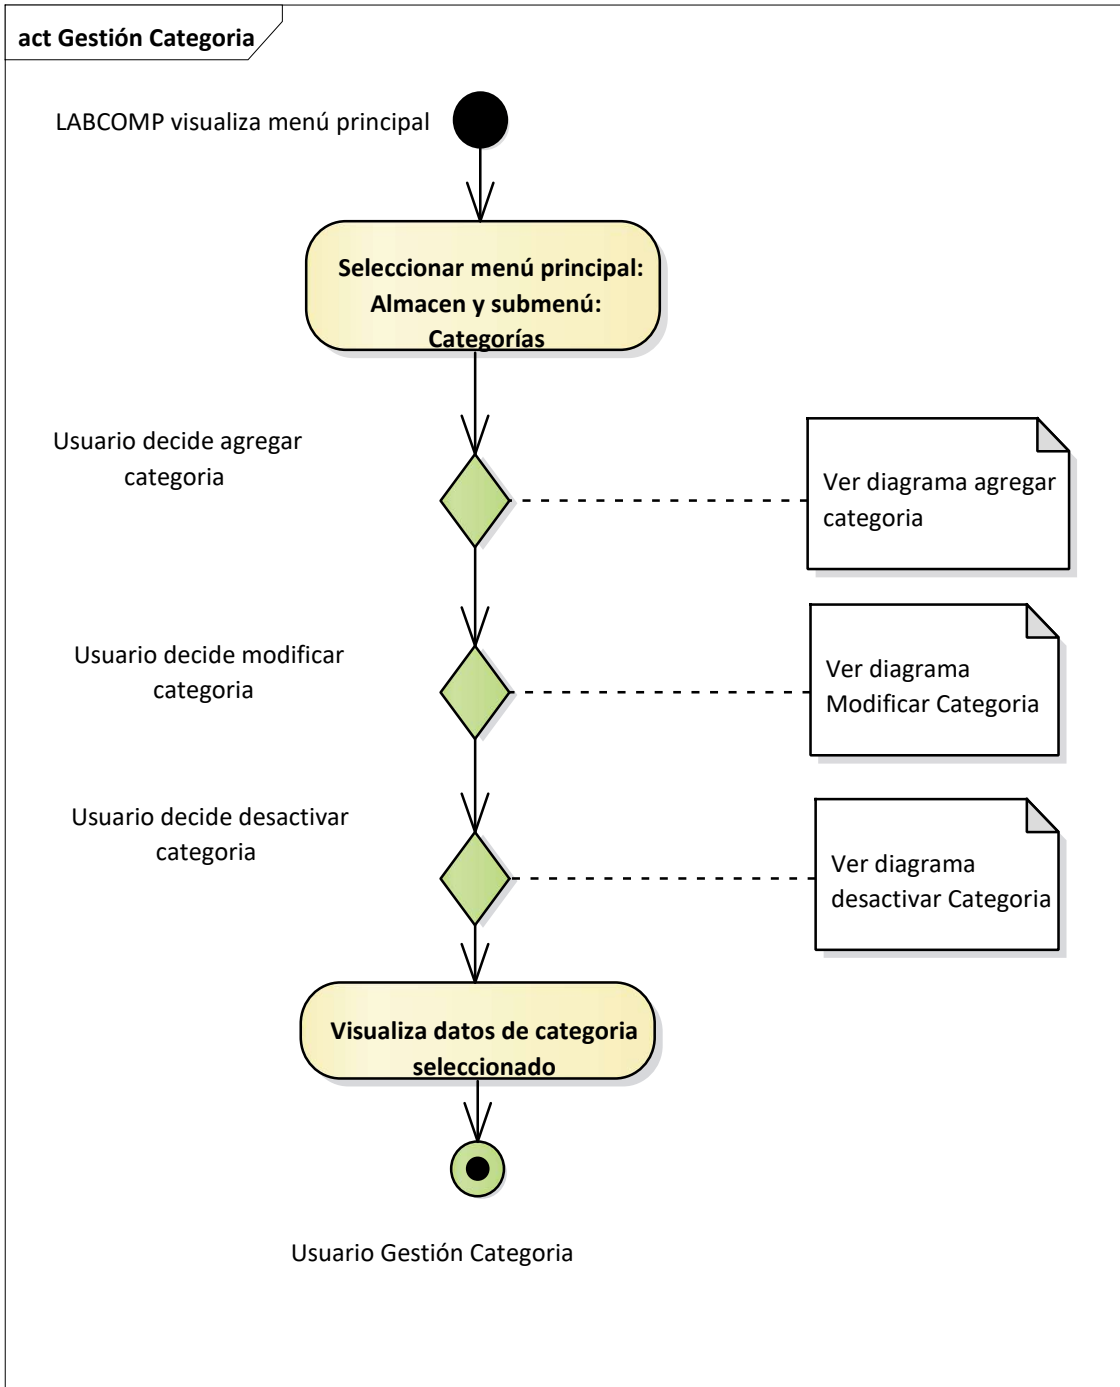 act Gestión Categoria
LABCOMP visualiza menú principal
Seleccionar menú principal:
Almacen y submenú:
Categorías
Usuario decide agregar
categoria
Ver diagrama agregar
categoria
Usuario decide modificar
categoria
Ver diagrama
Modificar Categoria
Usuario decide desactivar
categoria
Ver diagrama
desactivar Categoria
Visualiza datos de categoria
seleccionado
Usuario Gestión Categoria